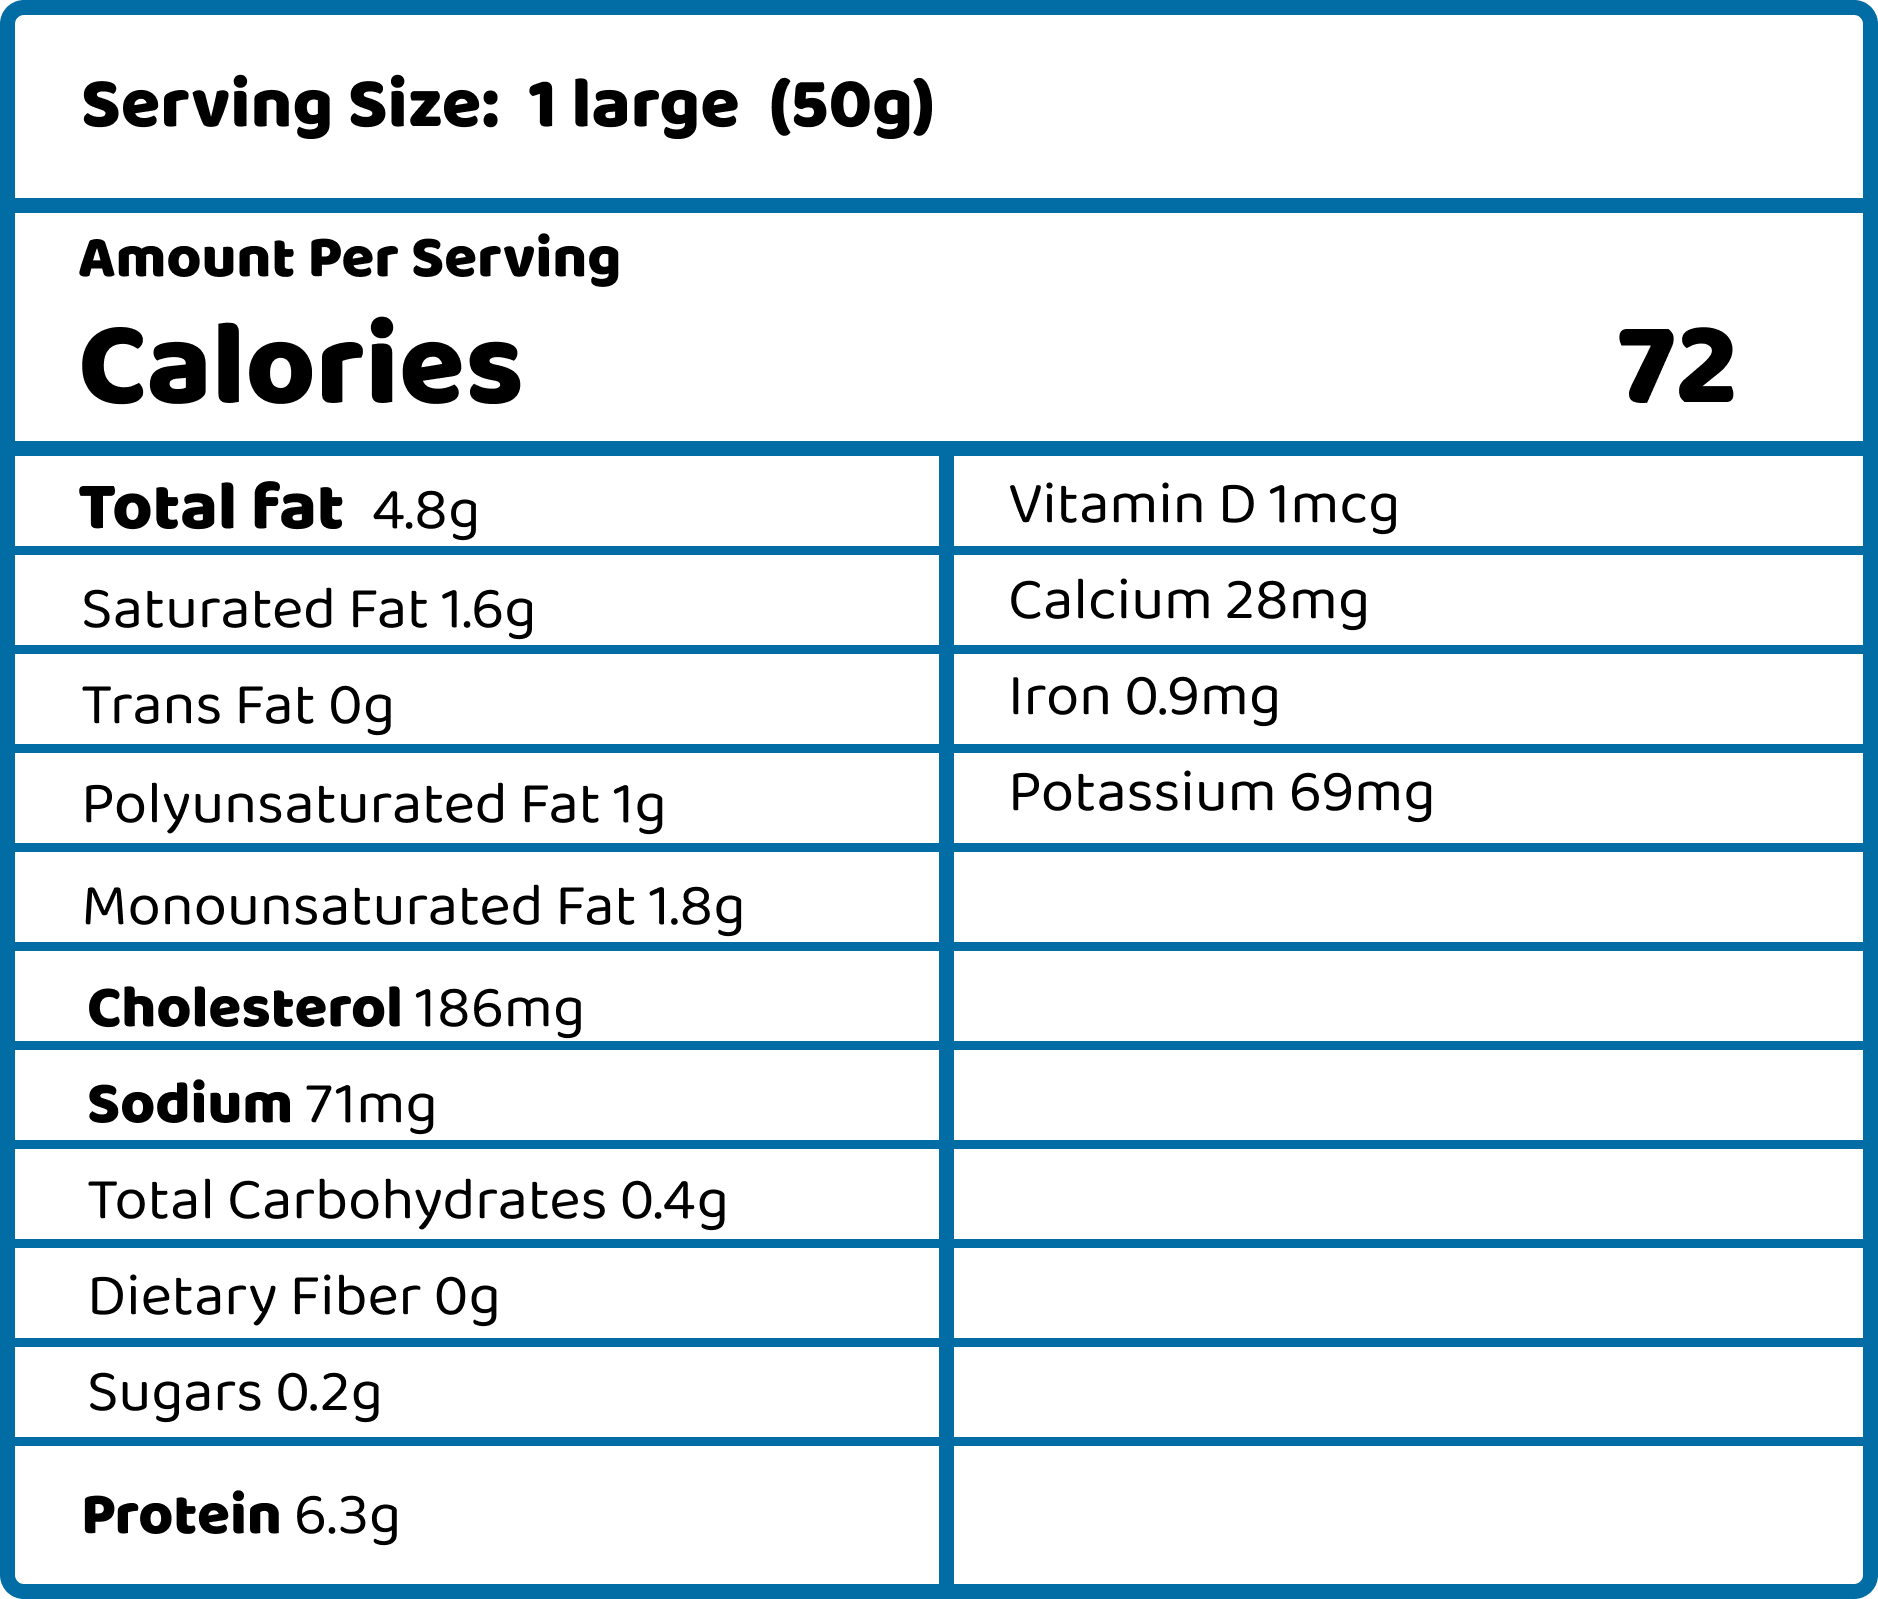 Serving Size: 1 large (50g)
Amount Per Serving
Calories 72
Total fat 4.8g
Saturated Fat 1.6g
Trans Fat 0g
Polyunsaturated Fat 1g
Monounsaturated Fat 1.8g
Cholesterol 186mg
Sodium 71mg
Total Carbohydrates 0.4g
Dietary Fiber 0g
Sugars 0.2g
Protein 6.3g
Vitamin D 1mcg
Calcium 28mg
Iron 0.9mg
Potassium 69mg